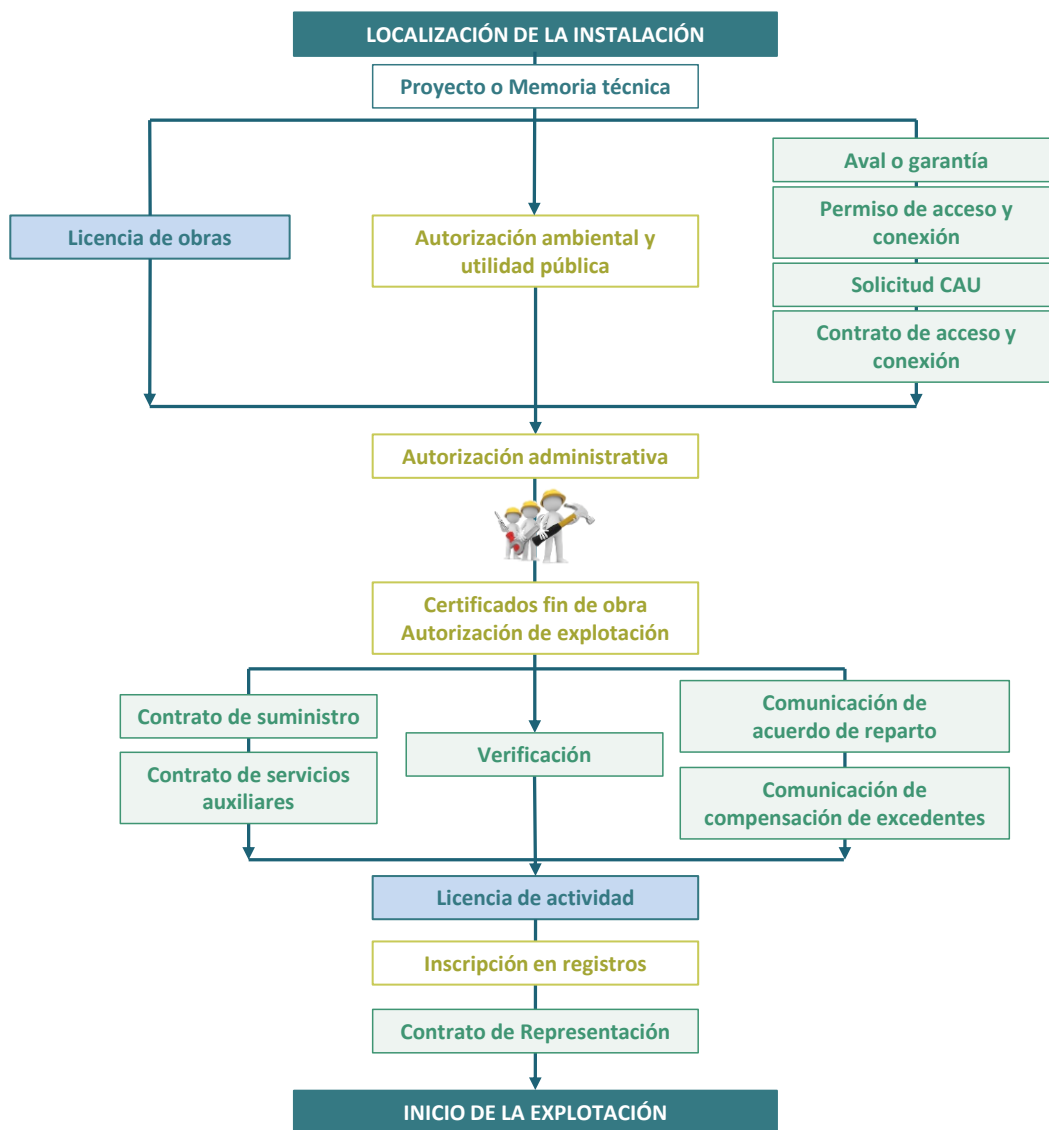 LOCALIZACIÓN DE LA INSTALACIÓN
Proyecto o Memoria técnica
Licencia de obras
Autorización ambiental y
utilidad pública
Aval o garantía
Permiso de acceso y
conexión
Solicitud CAU
Contrato de acceso y
conexión
Autorización administrativa
Certificados fin de obra
Autorización de explotación
Contrato de suministro
Contrato de servicios
auxiliares
Verificación
Comunicación de
acuerdo de reparto
Comunicación de
compensación de excedentes
Licencia de actividad
Inscripción en registros
Contrato de Representación
INICIO DE LA EXPLOTACIÓN